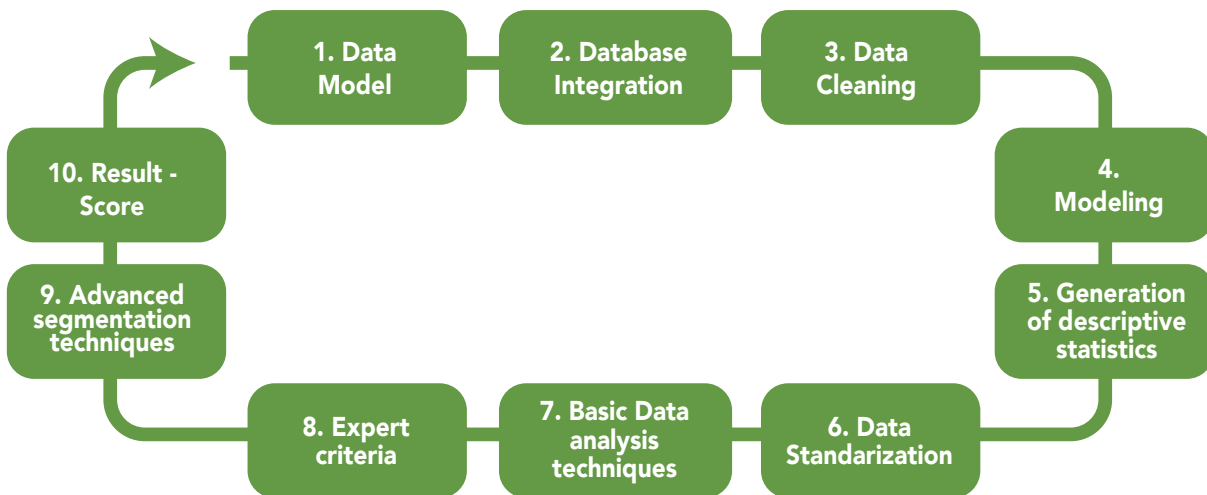 1. Data
Model
2. Database
Integration
3. Data
Cleaning
4.
Modeling
5. Generation
of descriptive
statistics
6. Data
Standarization
7. Basic Data
analysis
techniques
8. Expert
criteria
9. Advanced
segmentation
techniques
10. Result -
Score